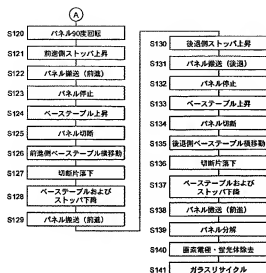 A
S120 パネル90度回転
S121 前進側ストッパ上昇
S122 パネル搬送（前進）
S123 パネル停止
S124 ベーステーブル上昇
S125 パネル切断
S126 前進側ベーステーブル横移動
S127 切断片落下
S128 ベーステーブルおよび
ストッパ下降
S129 パネル搬送（前進）
S130 後退側ストッパ上昇
S131 パネル搬送（後退）
S132 パネル停止
S133 ベーステーブル上昇
S134 パネル切断
S135 後退側ベーステーブル横移動
S136 切断片落下
S137 ベーステーブルおよび
ストッパ下降
S138 パネル搬送（前進）
S139 パネル分解
S140 画素電極・蛍光体除去
S141 ガラスリサイクル